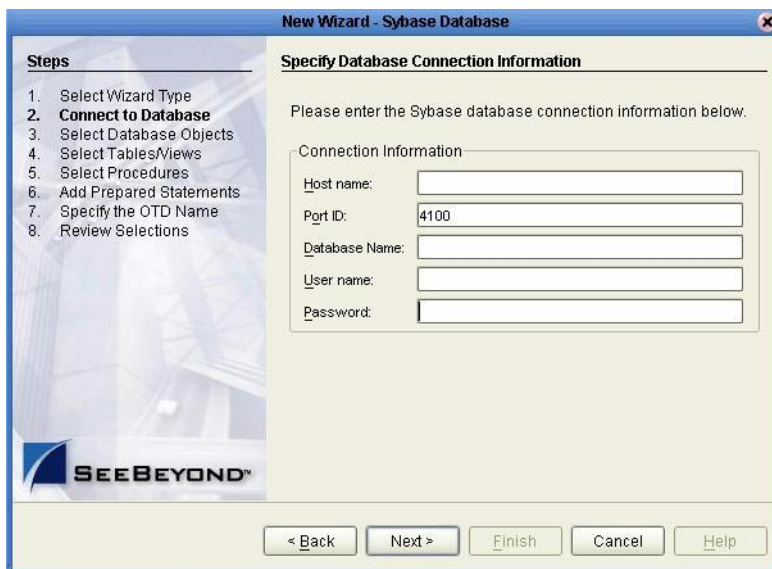 New Wizard - Sybase Database
Steps
1. Select Wizard Type
2. Connect to Database
3. Select Database Objects
4. Select Tables/Views
5. Select Procedures
6. Add Prepared Statements
7. Specify the OTD Name
8. Review Selections
SEEBEYOND™
Specify Database Connection Information
Please enter the Sybase database connection information below.
Connection Information
Host name:
Port ID: 4100
Database Name:
User name:
Password:
< Back Next > Finish Cancel Help